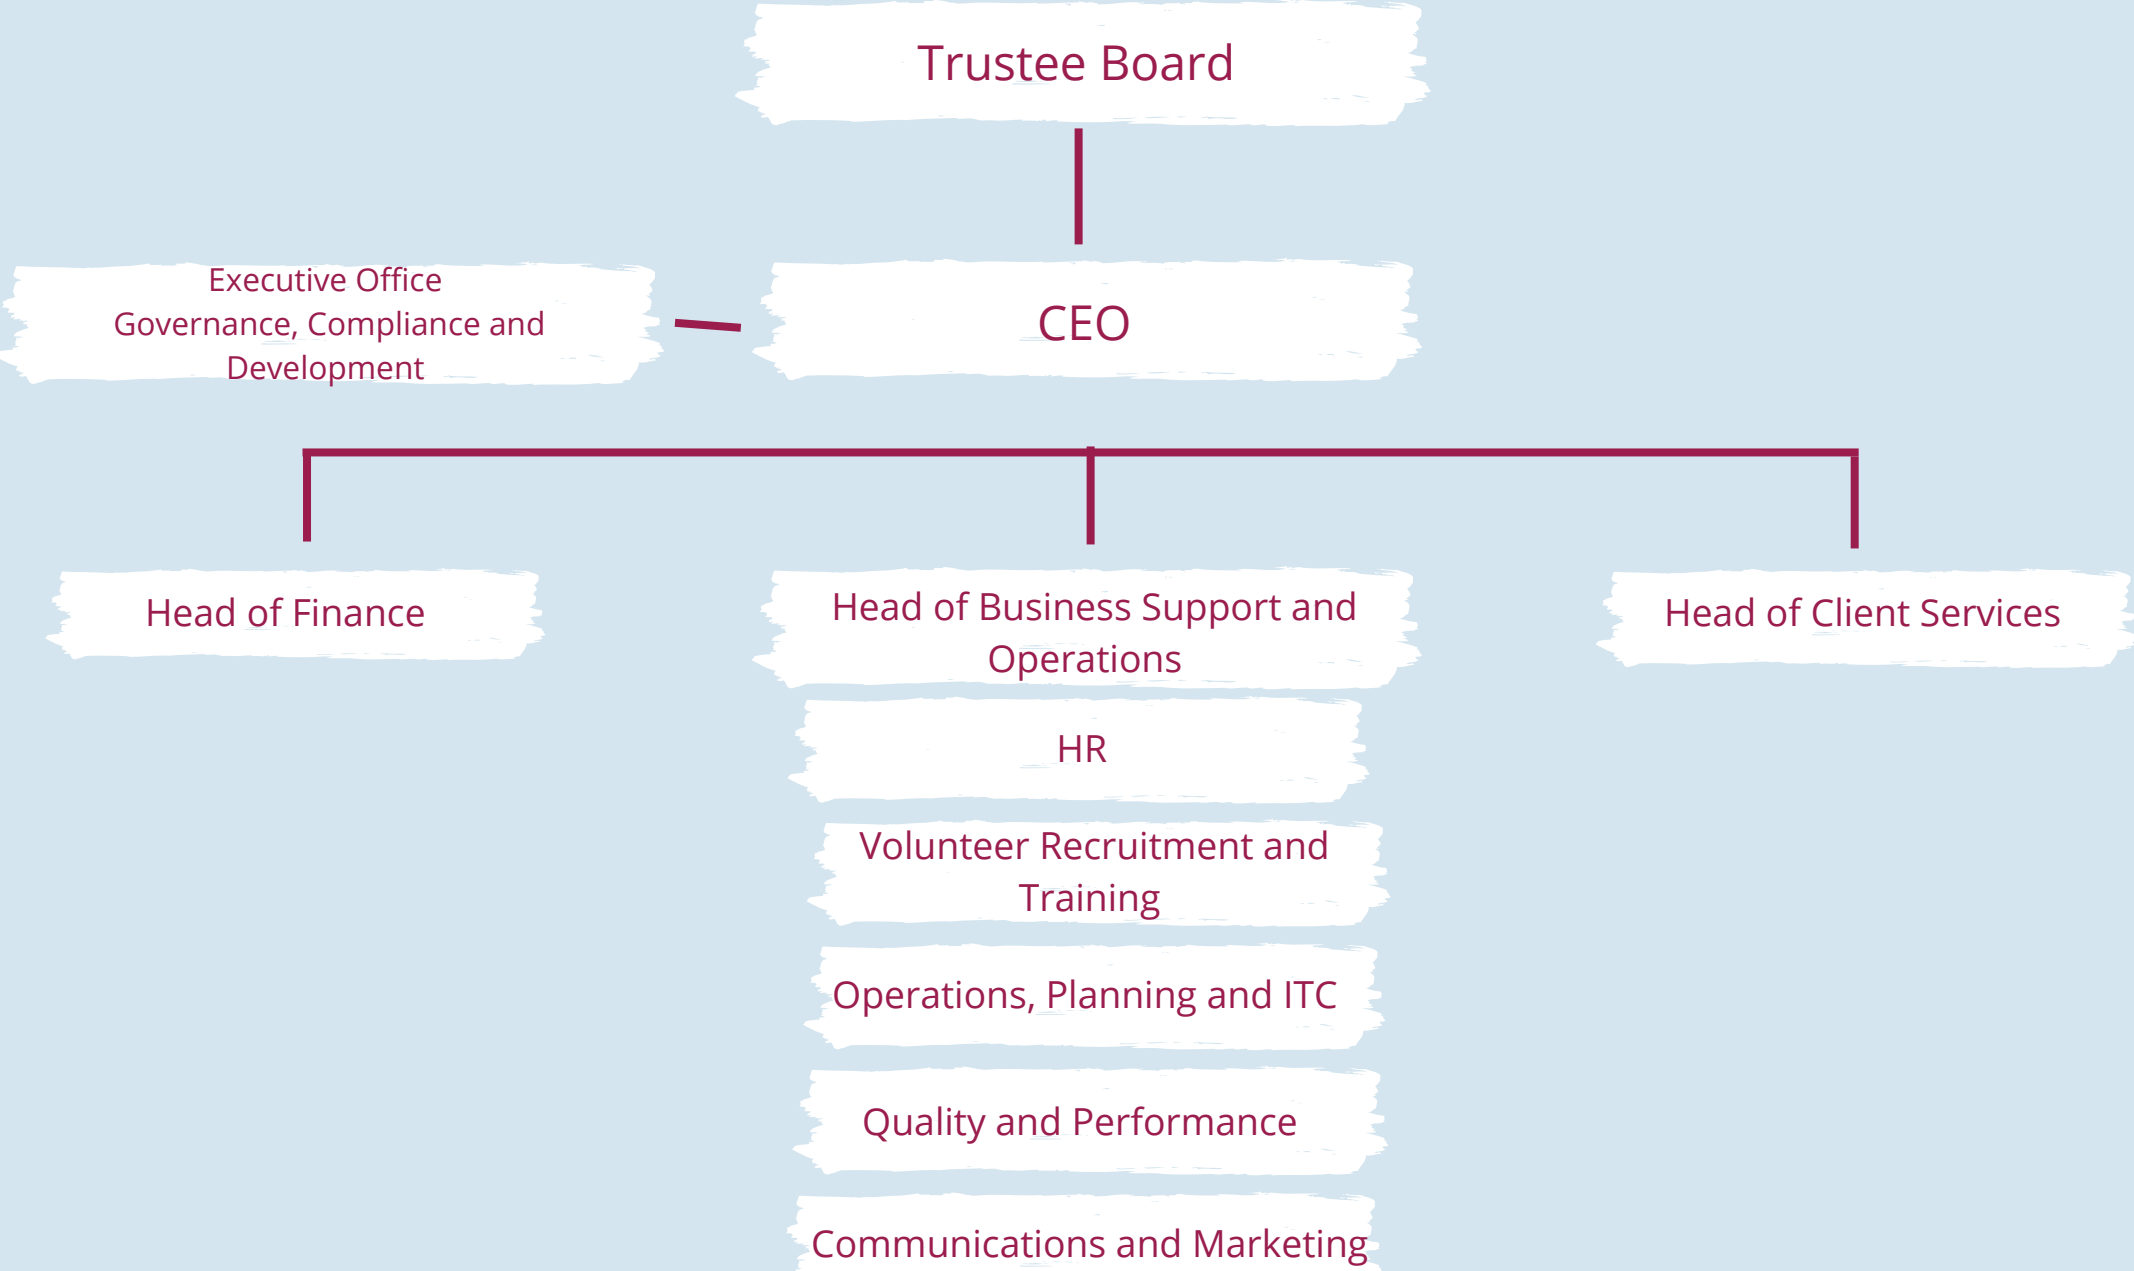 Trustee Board
Executive Office
Governance, Compliance and
Development
CEO
Head of Finance
Head of Business Support and
Operations
Head of Client Services
HR
Volunteer Recruitment and
Training
Operations, Planning and ITC
Quality and Performance
Communications and Marketing